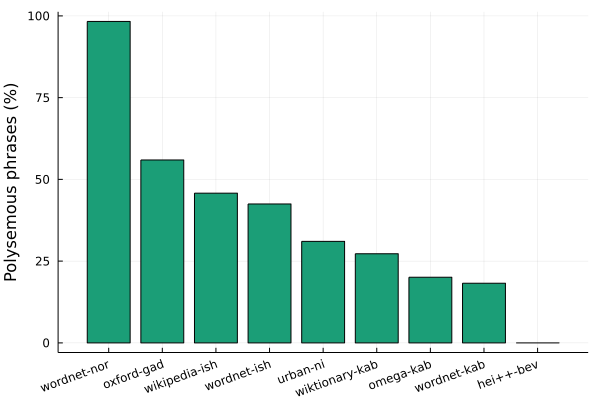 Polysemous phrases (%)
100
75
50
25
0
wordnet-nor
oxford-gad
wikipedia-ish
wordnet-ish
urban-ni
wiktionary-kab
omega-kab
wordnet-kab
hei++-bev